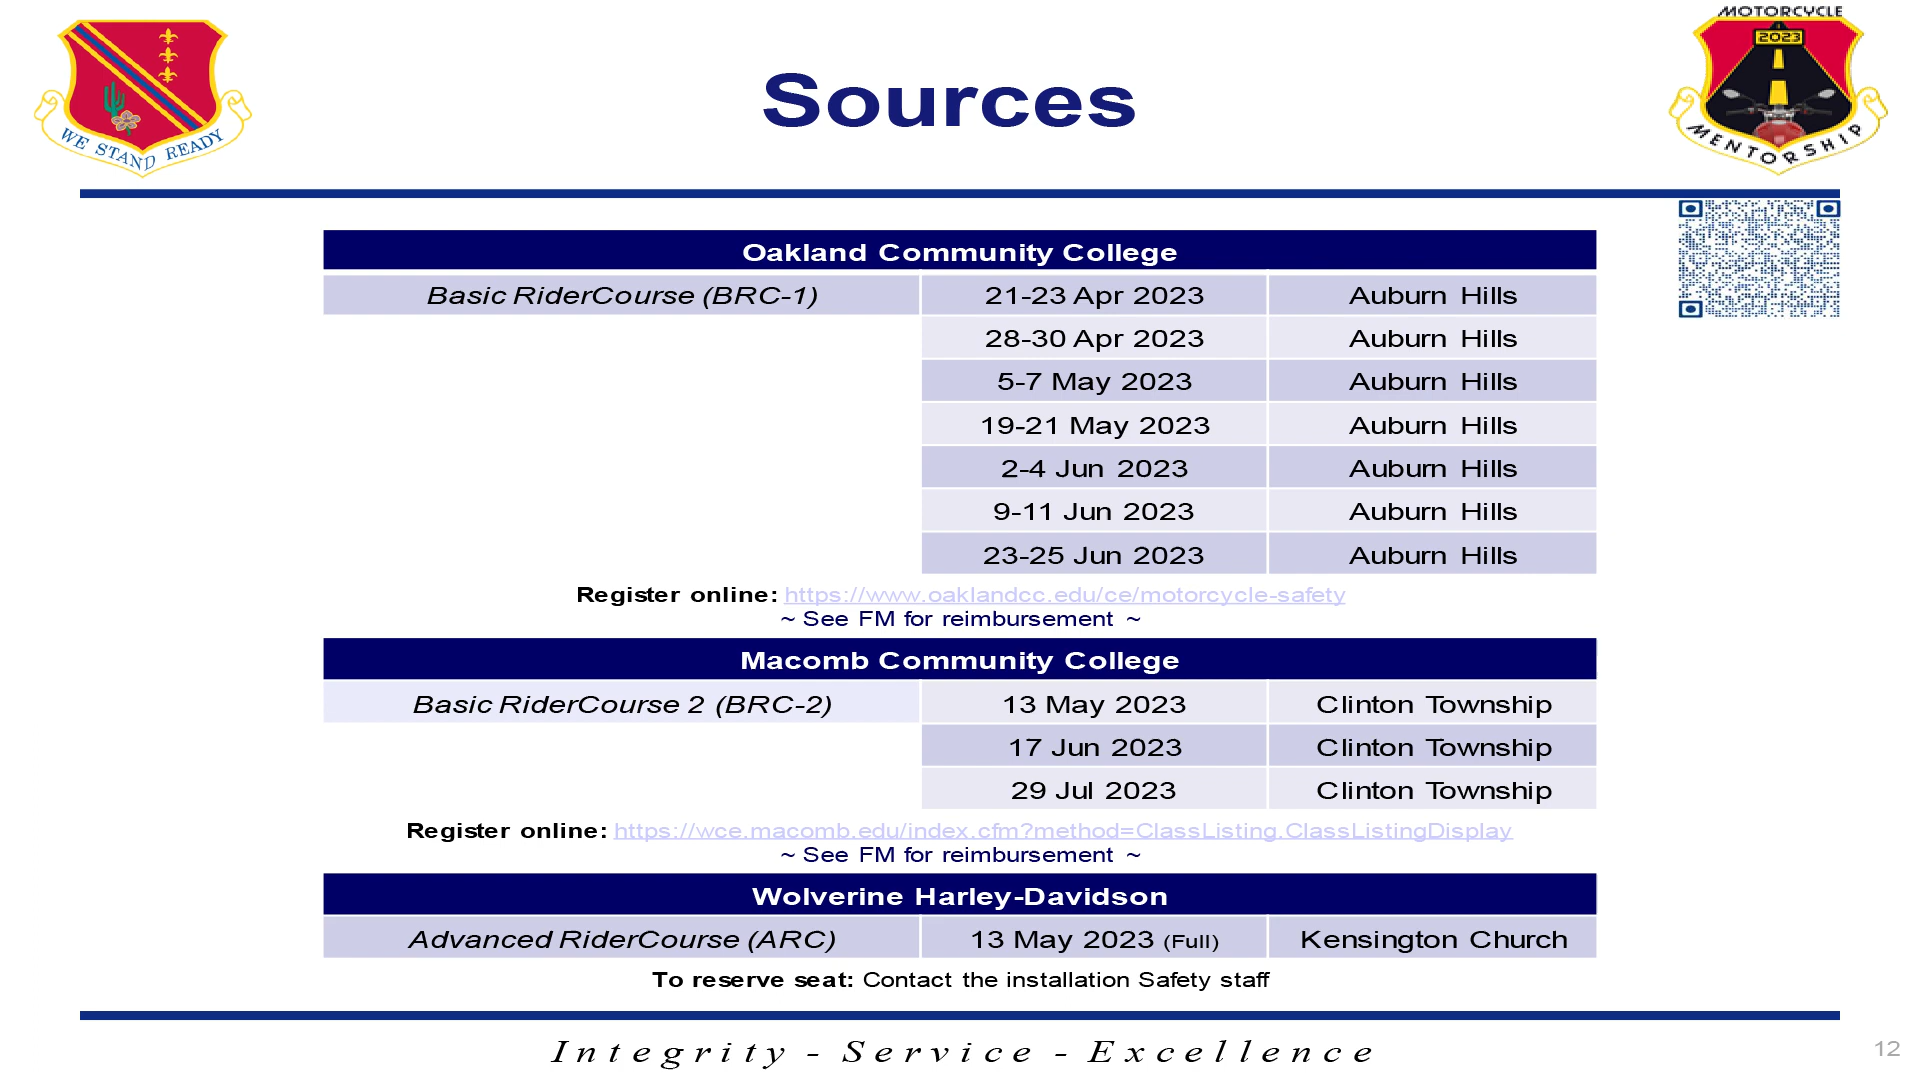 WE STAND READY
Sources
MOTORCYCLE
2023
MENTORSHIP
Oakland Community College
Basic RiderCourse (BRC-1) 21-23 Apr 2023 Auburn Hills
28-30 Apr 2023 Auburn Hills
5-7 May 2023 Auburn Hills
19-21 May 2023 Auburn Hills
2-4 Jun 2023 Auburn Hills
9-11 Jun 2023 Auburn Hills
23-25 Jun 2023 Auburn Hills
Register online: https://www.oaklandcc.edu/ce/motorcycle-safety
~ See FM for reimbursement ~
Macomb Community College
Basic RiderCourse 2 (BRC-2) 13 May 2023 Clinton Township
17 Jun 2023 Clinton Township
29 Jul 2023 Clinton Township
Register online: https://wce.macomb.edu/index.cfm?method=ClassListing.ClassListingDisplay
~ See FM for reimbursement ~
Wolverine Harley-Davidson
Advanced RiderCourse (ARC) 13 May 2023 (Full) Kensington Church
To reserve seat: Contact the installation Safety staff
Integrity - Service - Excellence
12